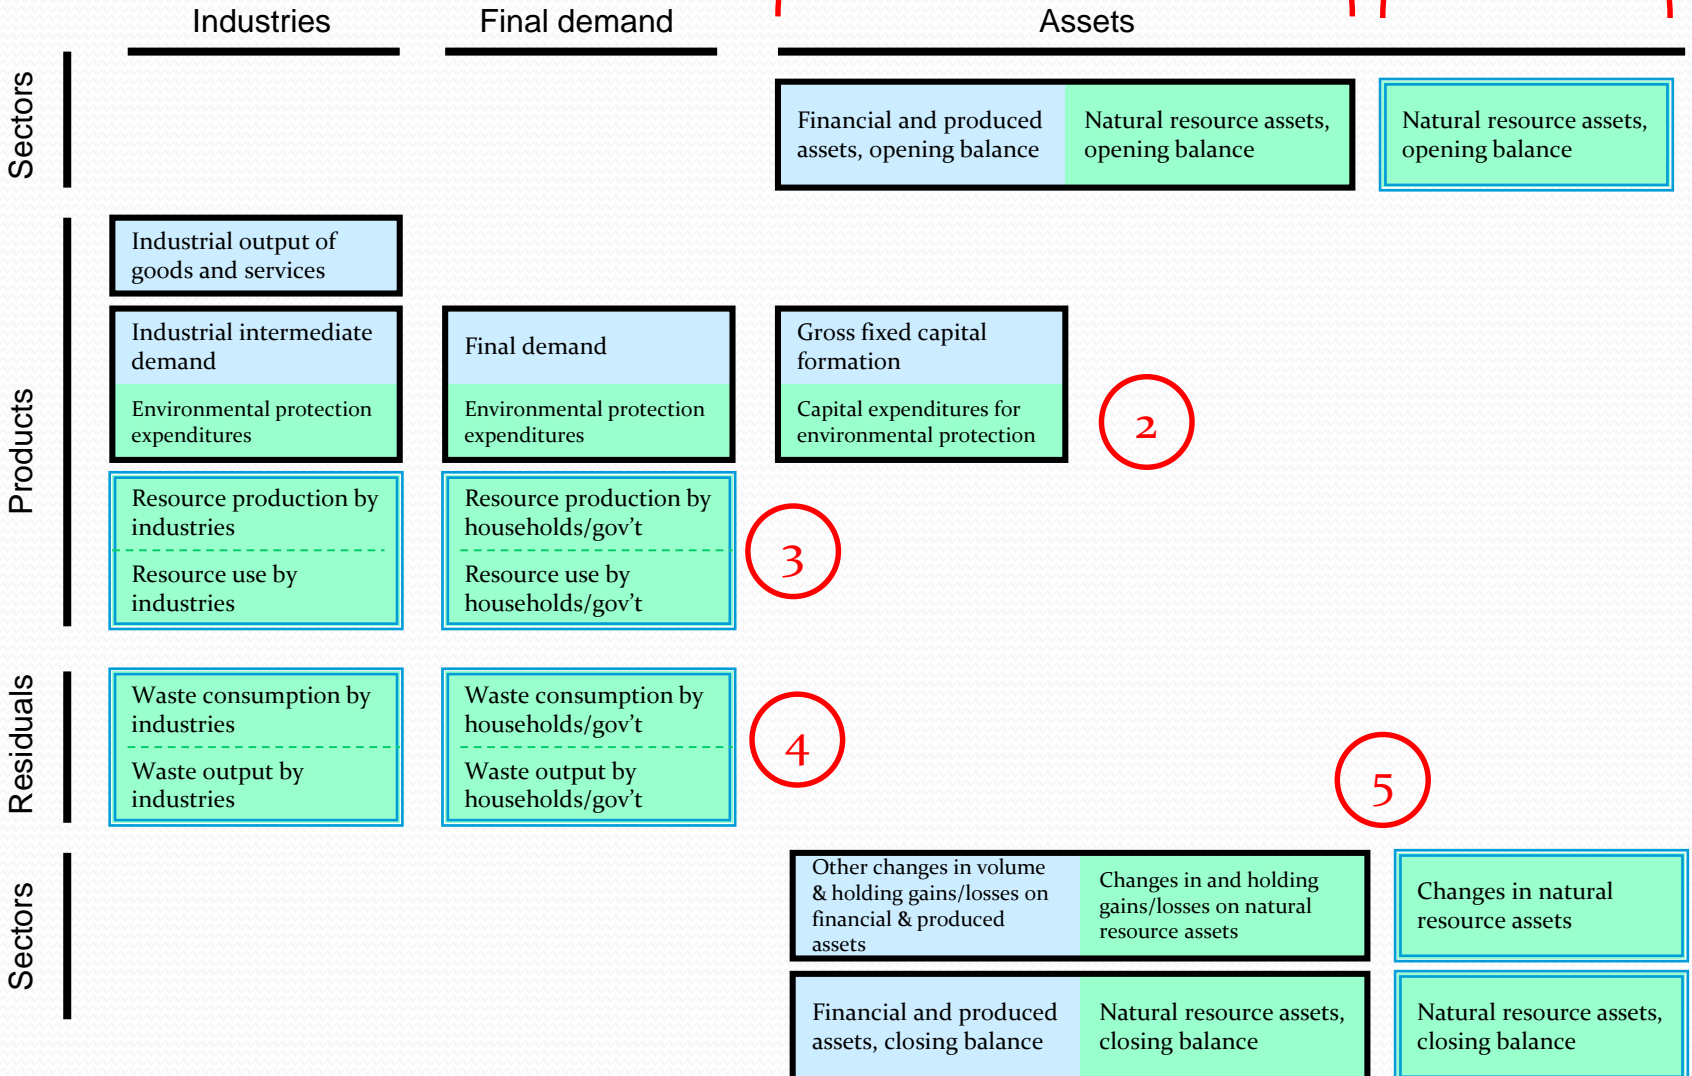 Industries
Final demand
Assets
Sectors
Financial and produced
assets, opening balance
Natural resource assets,
opening balance
Natural resource assets,
opening balance
Products
Industrial output of
goods and services
Industrial intermediate
demand
Environmental protection
expenditures
Final demand
Environmental protection
expenditures
Gross fixed capital
formation
Capital expenditures for
environmental protection
2
Resource production by
industries
Resource use by
industries
Resource production by
households/gov’t
Resource use by
households/gov’t
3
Residuals
Waste consumption by
industries
Waste output by
industries
Waste consumption by
households/gov’t
Waste output by
households/gov’t
4
5
Sectors
Other changes in volume
& holding gains/losses on
financial & produced
assets
Changes in and holding
gains/losses on natural
resource assets
Changes in natural
resource assets
Financial and produced
assets, closing balance
Natural resource assets,
closing balance
Natural resource assets,
closing balance